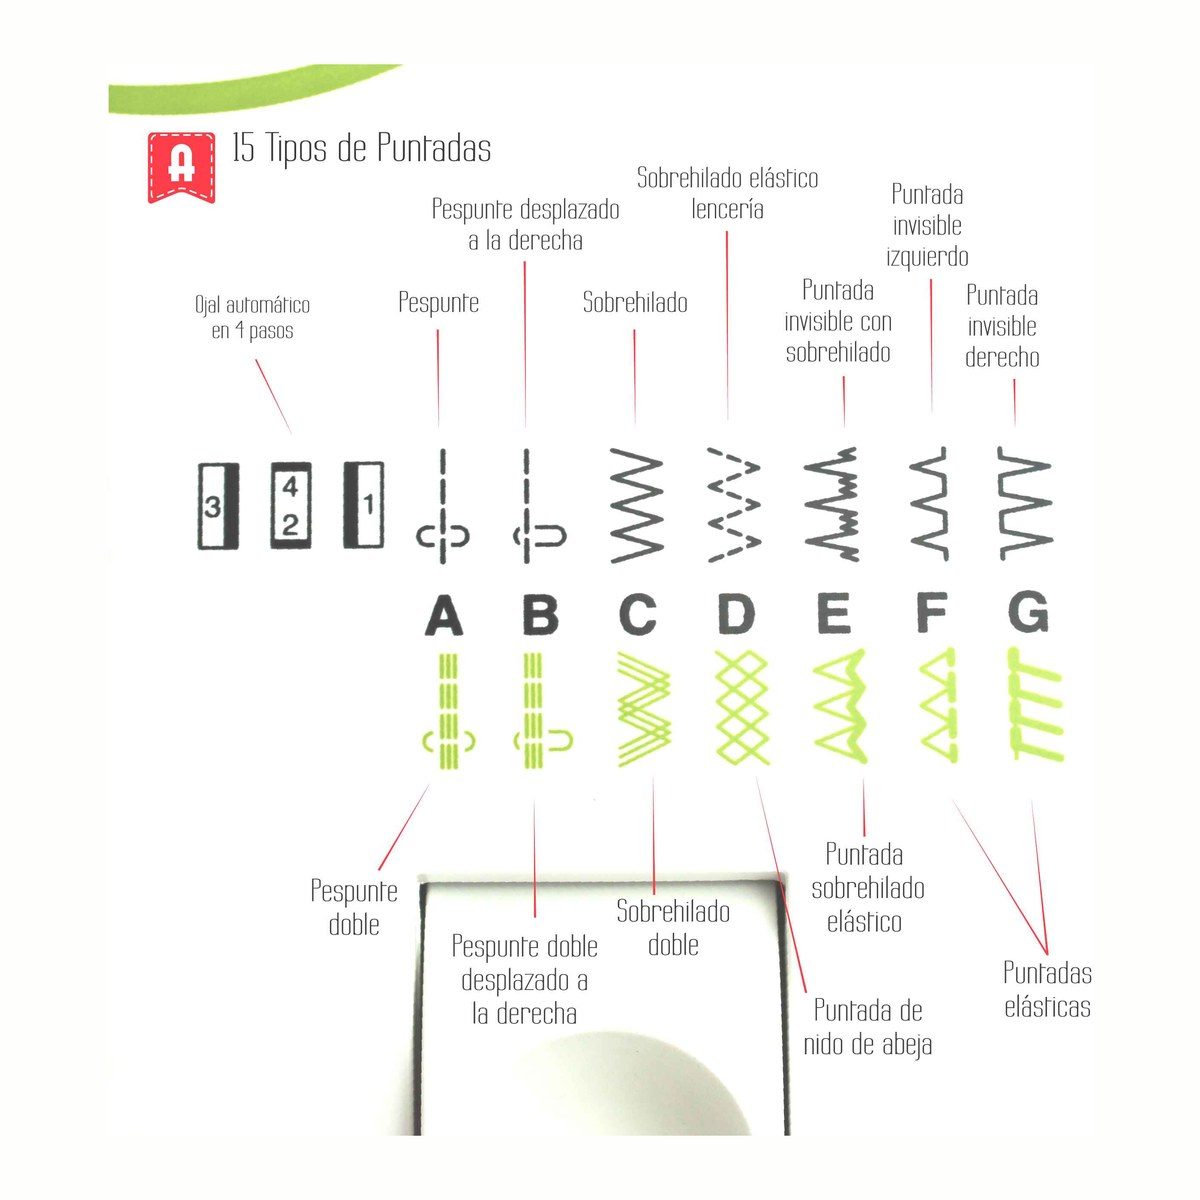 A
15 Tipos de Puntadas
Sobrehilado elástico
lencería
Pespunte desplazado
a la derecha
Puntada
invisible
izquierdo
Ojal automático
en 4 pasos
Pespunte
Sobrehilado
Puntada
invisible con
sobrehilado
Puntada
invisible
derecho
3
4
2
1
A B C D E F G
Pespunte
doble
Pespunte doble
desplazado a
la derecha
Sobrehilado
doble
Puntada
sobrehilado
elástico
Puntada de
nido de abeja
Puntadas
elásticas